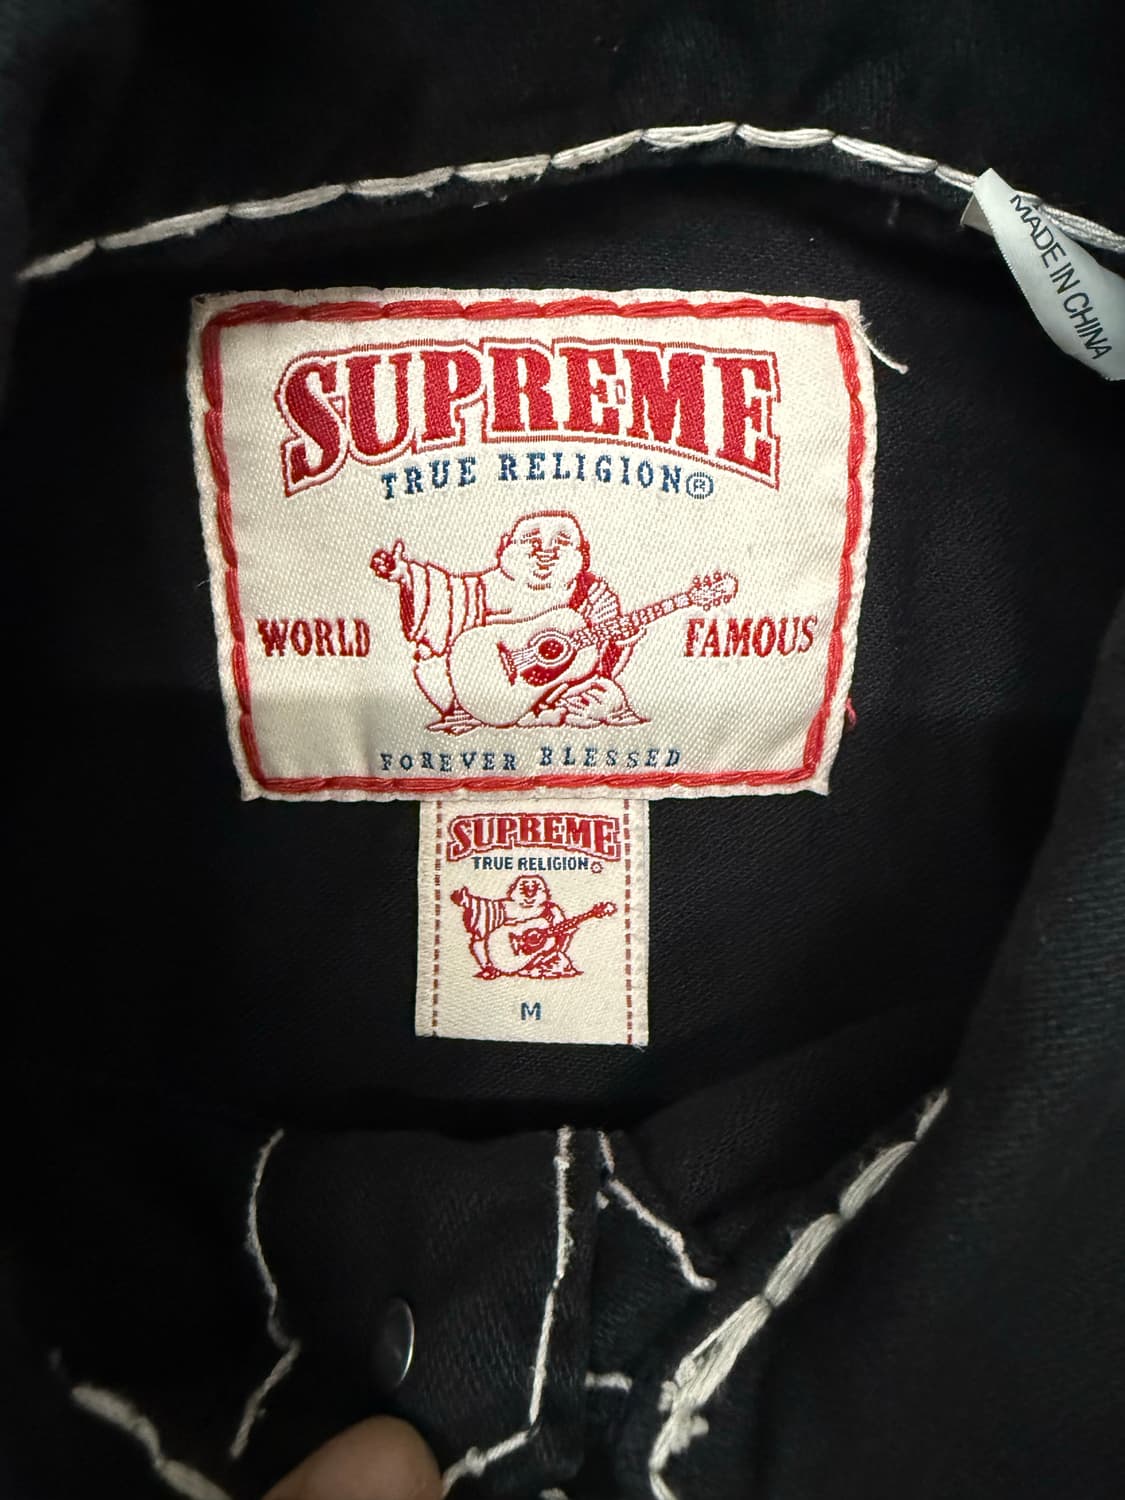 MADE IN CHINA
SUPREME
TRUE RELIGION®
WORLD FAMOUS
FOREVER BLESSED
SUPREME
TRUE RELIGION®
M